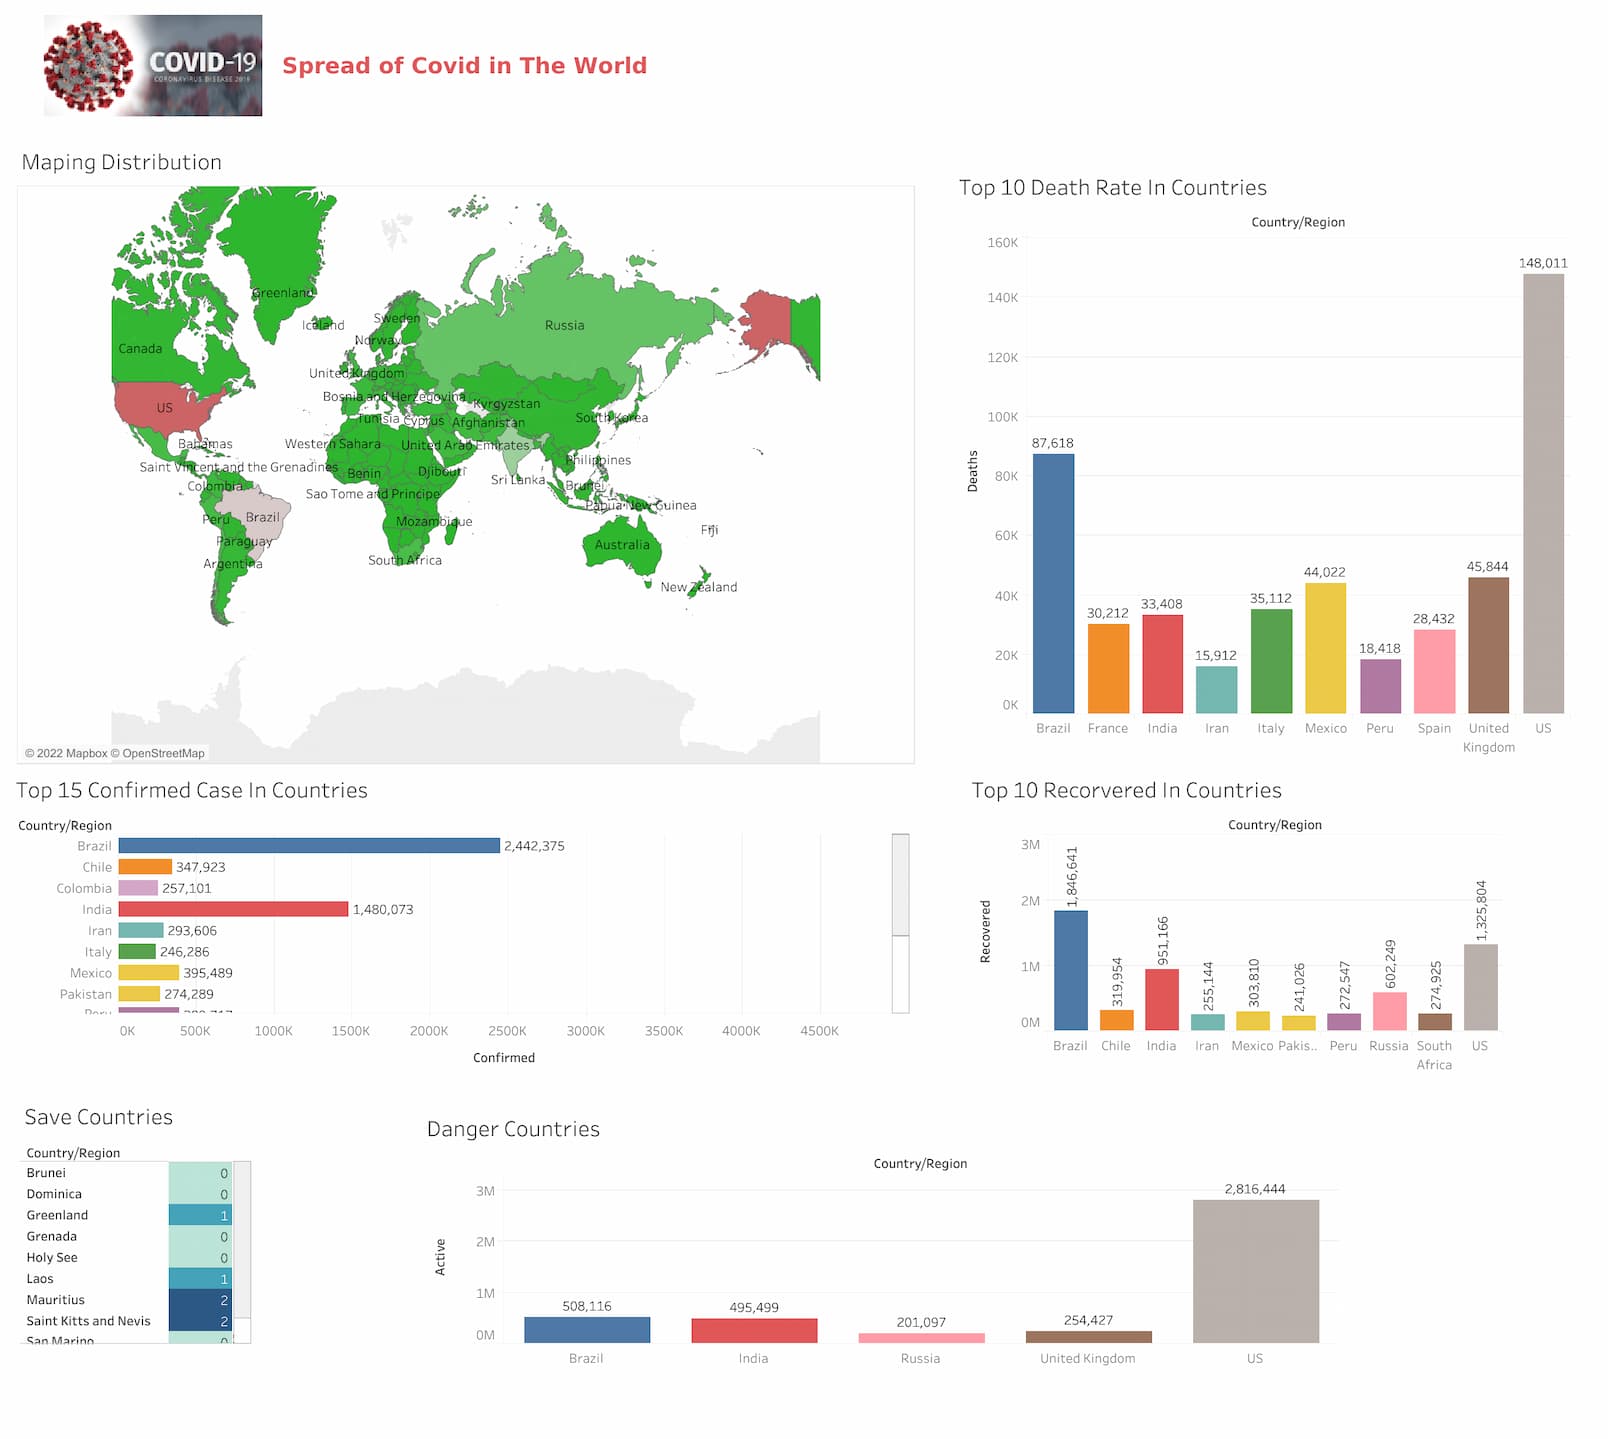 COVID-19
CORONAVIRUS DISEASE 2019
Spread of Covid in The World
Maping Distribution
Greenland
Iceland
Sweden
Russia
Norway
Canada
United Kingdom
Bosnia and Herzegovina
Kyrgyzstan
US
Tunisia
Cyprus
Afghanistan
South Korea
Bahamas
Western Sahara
United Arab Emirates
Saint Vincent and the Grenadines
Benin
Djibouti
Philippines
Colombia
Sao Tome and Principe
Sri Lanka
Brunei
Papua New Guinea
Peru
Brazil
Mozambique
Fiji
Paraguay
Australia
Argentina
South Africa
New Zealand
© 2022 Mapbox © OpenStreetMap
Top 10 Death Rate In Countries
Country/Region
160K
140K
120K
100K
80K
60K
40K
20K
0K
Deaths
87,618
30,212
33,408
15,912
35,112
44,022
18,418
28,432
45,844
148,011
Brazil
France
India
Iran
Italy
Mexico
Peru
Spain
United
Kingdom
US
Top 15 Confirmed Case In Countries
Country/Region
Brazil 2,442,375
Chile 347,923
Colombia 257,101
India 1,480,073
Iran 293,606
Italy 246,286
Mexico 395,489
Pakistan 274,289
Peru
0K 500K 1000K 1500K 2000K 2500K 3000K 3500K 4000K 4500K
Confirmed
Top 10 Recorvered In Countries
Country/Region
3M
2M
1M
0M
Recovered
1,846,641
319,954
951,166
255,144
303,810
241,026
272,547
602,249
274,925
1,325,804
Brazil
Chile
India
Iran
Mexico
Pakis..
Peru
Russia
South
Africa
US
Save Countries
Country/Region
Brunei 0
Dominica 0
Greenland 1
Grenada 0
Holy See 0
Laos 1
Mauritius 2
Saint Kitts and Nevis 2
San Marino 0
Danger Countries
Country/Region
3M
2M
1M
0M
Active
508,116
495,499
201,097
254,427
2,816,444
Brazil
India
Russia
United Kingdom
US